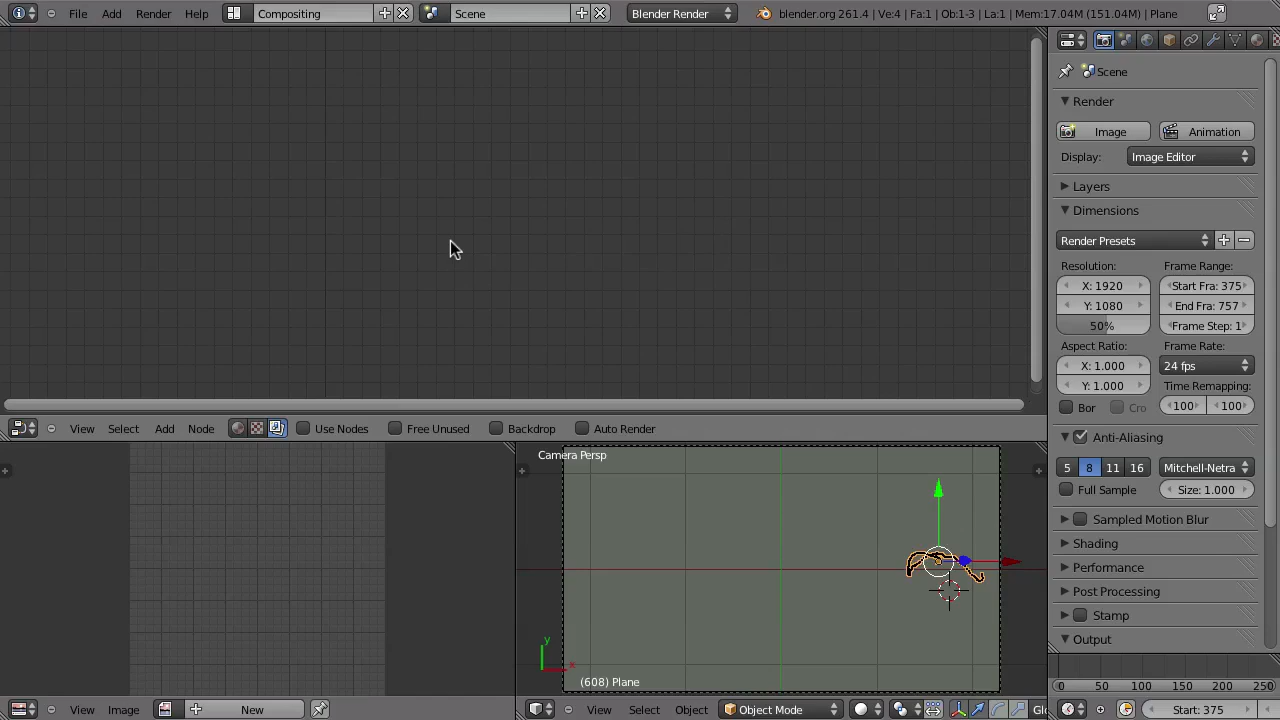 File Add Render Help Compositing Scene Blender Render blender.org 261.4 | Ve:4 | Fa:1 | Ob:1-3 | La:1 | Mem:17.04M (151.04M) | Plane
Scene
Render
Image Animation
Display: Image Editor
Layers
Dimensions
Render Presets
Resolution: Frame Range:
X: 1920 Start Fra: 375
Y: 1080 End Fra: 757
50% Frame Step: 1
Aspect Ratio: Frame Rate:
X: 1.000 24 fps
Y: 1.000 Time Remapping:
Bor Cro 100 100
View Select Add Node Use Nodes Free Unused Backdrop Auto Render
Anti-Aliasing
5 8 11 16 Mitchell-Netra
Full Sample Size: 1.000
Sampled Motion Blur
Shading
Performance
Post Processing
Stamp
Output
Camera Persp
y
x
(608) Plane
0 50 100 150 200 250
View Image New View Select Object Object Mode Glo Start: 375